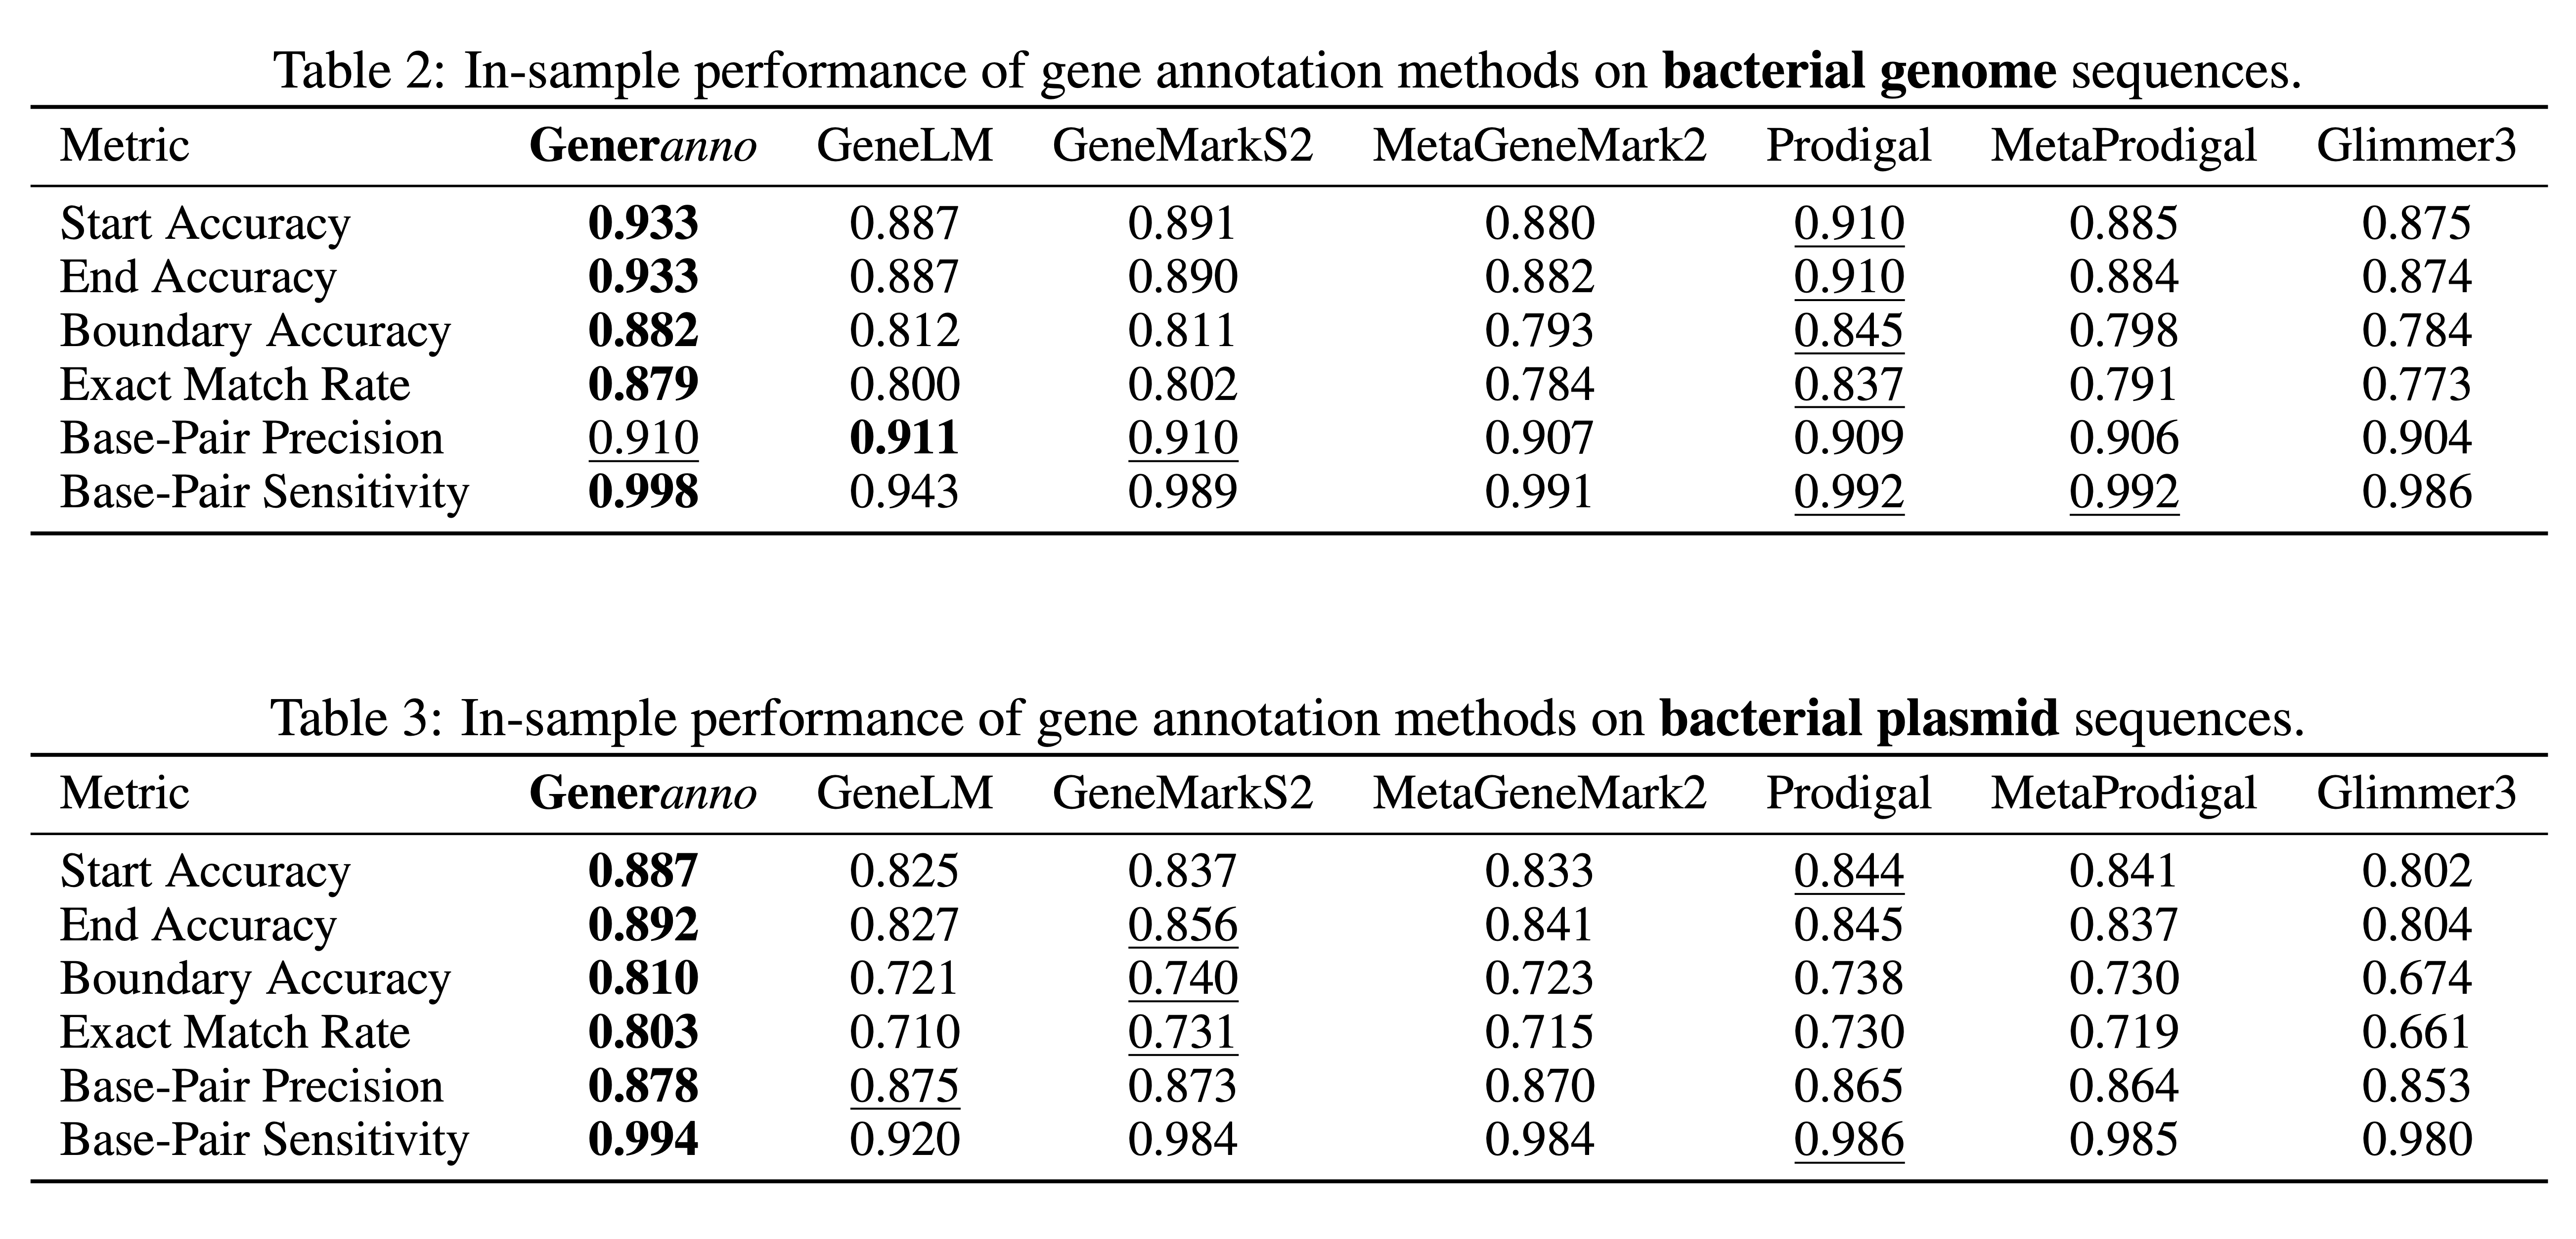 Table 2: In-sample performance of gene annotation methods on bacterial genome sequences.
Metric Generanno GeneLM GeneMarkS2 MetaGeneMark2 Prodigal MetaProdigal Glimmer3
Start Accuracy 0.933 0.887 0.891 0.880 0.910 0.885 0.875
End Accuracy 0.933 0.887 0.890 0.882 0.910 0.884 0.874
Boundary Accuracy 0.882 0.812 0.811 0.793 0.845 0.798 0.784
Exact Match Rate 0.879 0.800 0.802 0.784 0.837 0.791 0.773
Base-Pair Precision 0.910 0.911 0.910 0.907 0.909 0.906 0.904
Base-Pair Sensitivity 0.998 0.943 0.989 0.991 0.992 0.992 0.986
Table 3: In-sample performance of gene annotation methods on bacterial plasmid sequences.
Metric Generanno GeneLM GeneMarkS2 MetaGeneMark2 Prodigal MetaProdigal Glimmer3
Start Accuracy 0.887 0.825 0.837 0.833 0.844 0.841 0.802
End Accuracy 0.892 0.827 0.856 0.841 0.845 0.837 0.804
Boundary Accuracy 0.810 0.721 0.740 0.723 0.738 0.730 0.674
Exact Match Rate 0.803 0.710 0.731 0.715 0.730 0.719 0.661
Base-Pair Precision 0.878 0.875 0.873 0.870 0.865 0.864 0.853
Base-Pair Sensitivity 0.994 0.920 0.984 0.984 0.986 0.985 0.980